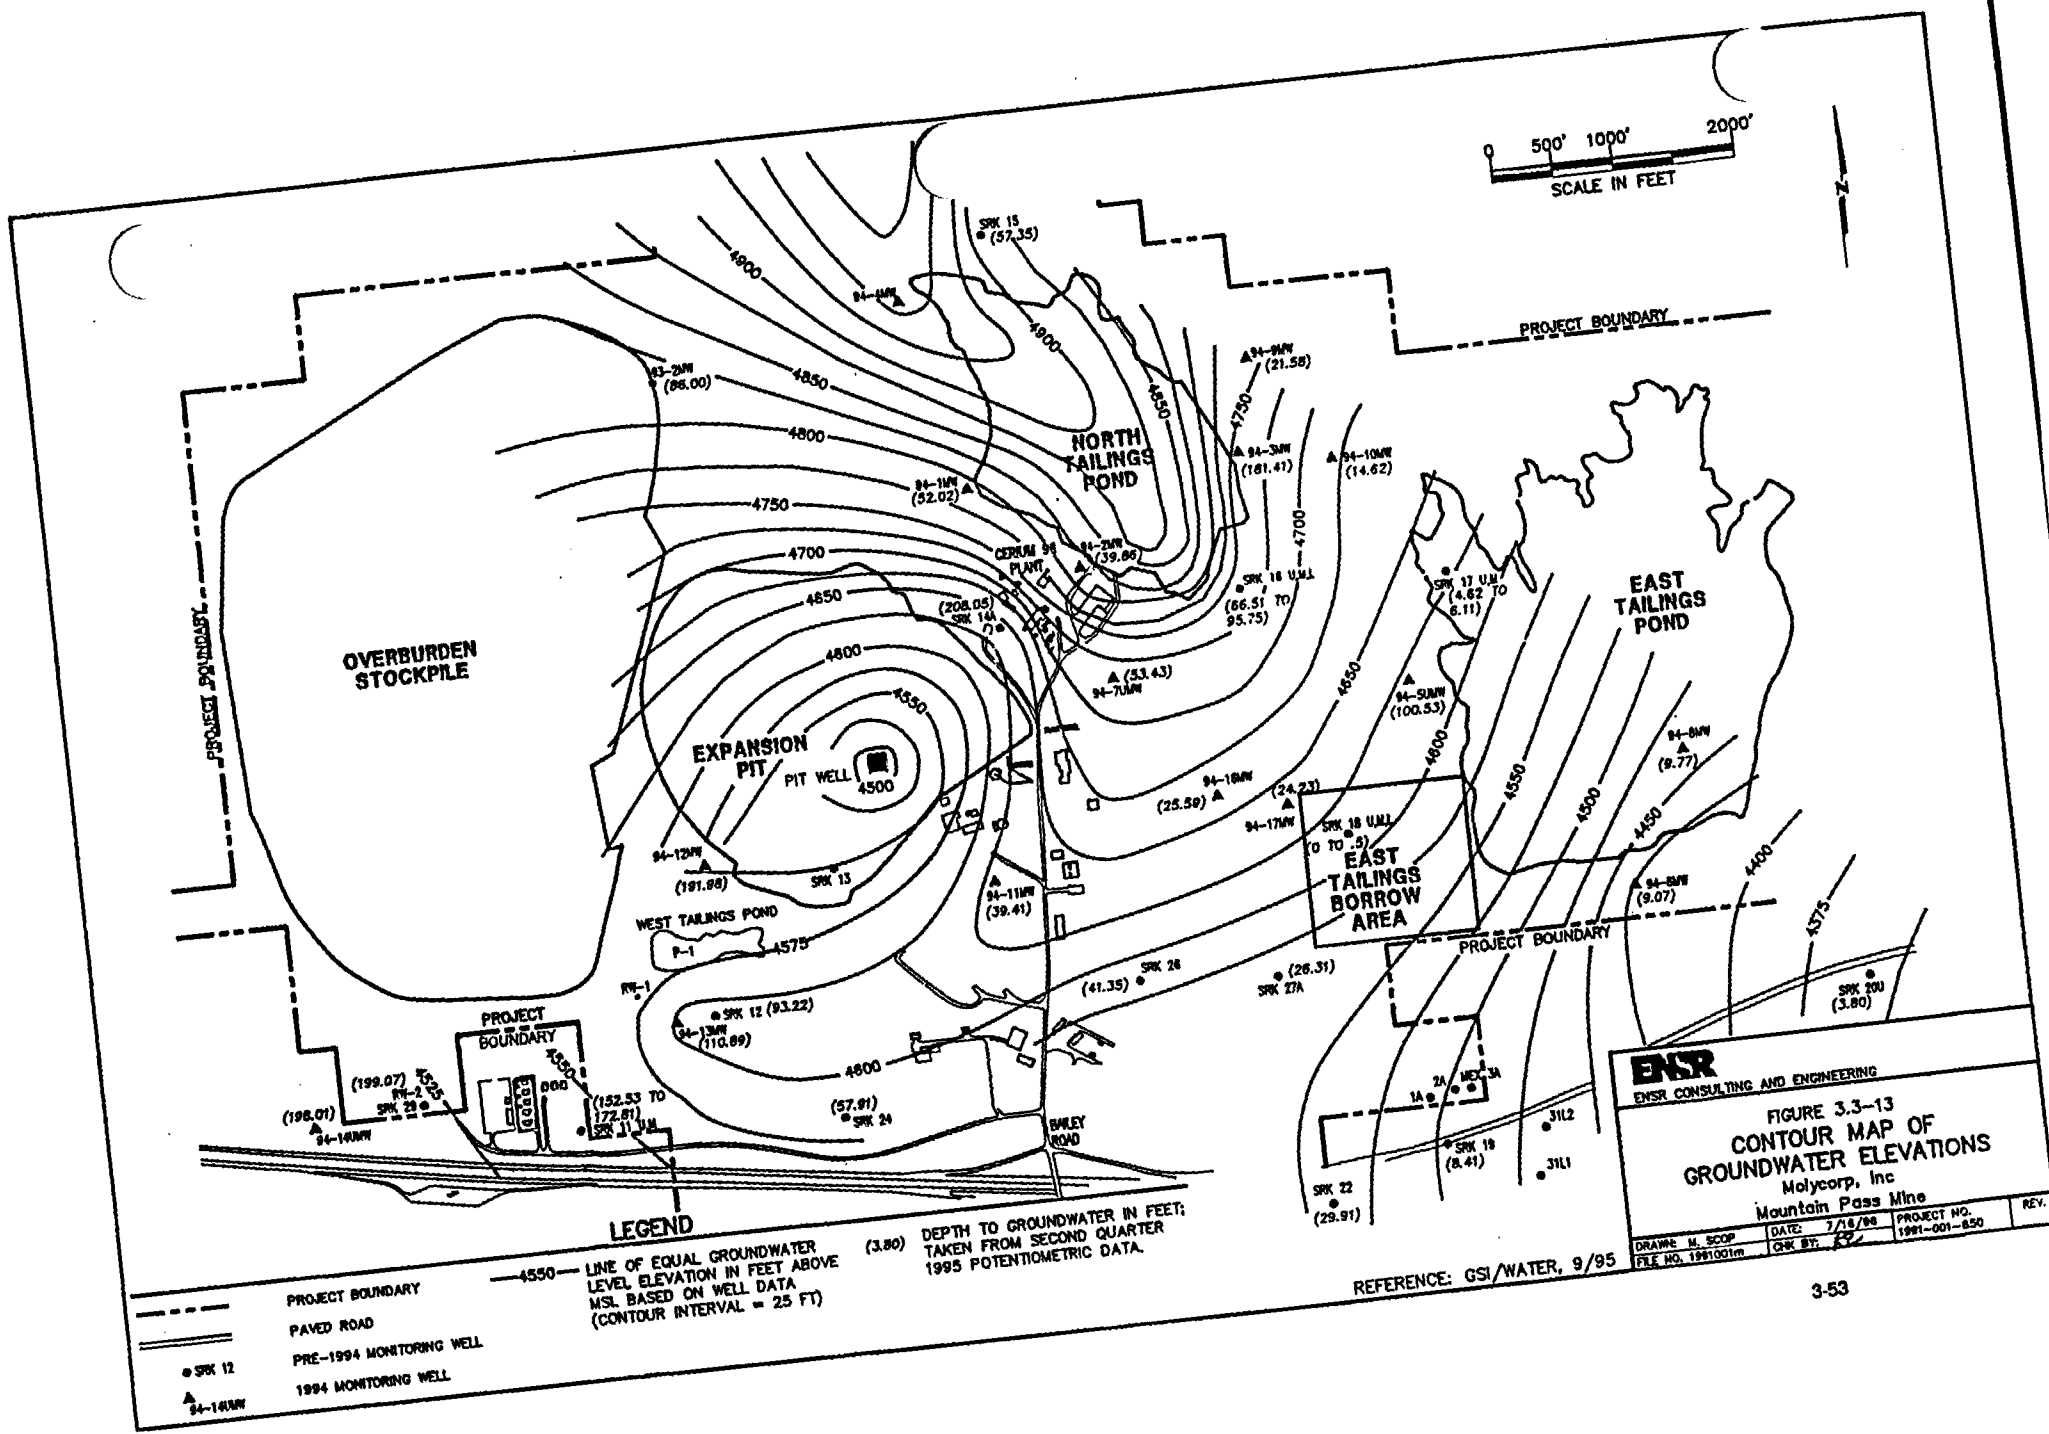 0 500' 1000' 2000'
SCALE IN FEET
N
SRK 15
(57.35)
4900
94-4MW
4900
PROJECT BOUNDARY
94-9MW
(21.58)
93-2MW
(86.00)
4850
4850
4750
4800
NORTH
TAILINGS
POND
94-3MW
(181.41)
94-10MW
(14.62)
94-1MW
(52.02)
4750
4700
4700
CERIUM 96
PLANT
94-2MW
(39.86)
SRK 16 U,M,L
(66.51 TO
95.75)
SRK 17 U,M
(4.62 TO
6.11)
EAST
TAILINGS
POND
4650
(208.05)
SRK 14A
PROJECT BOUNDARY
OVERBURDEN
STOCKPILE
4600
(53.43)
94-7UMW
4650
94-5UMW
(100.53)
4550
EXPANSION
PIT
PIT WELL
4500
4600
94-6MW
(9.77)
4550
4500
4450
94-16MW
(25.59)
(24.23)
94-17MW
SRK 18 U,M,L
(0 TO .5)
EAST
TAILINGS
BORROW
AREA
94-12MW
(191.98)
SRK 13
94-11MW
(39.41)
4400
94-8MW
(9.07)
4375
WEST TAILINGS POND
P-1
4575
PROJECT BOUNDARY
RW-1
SRK 26
(41.35)
(26.31)
SRK 27A
SRK 20U
(3.80)
SRK 12 (93.22)
94-13MW
(110.89)
PROJECT
BOUNDARY
4550
4600
(199.07)
RW-2
SRK 29
4525
(198.01)
94-14UMW
(152.53 TO
172.81)
SRK 11 U,M
(57.91)
SRK 24
BAILEY
ROAD
1A
2A
MEX 3A
31L2
SRK 19
(8.41)
31L1
SRK 22
(29.91)
LEGEND
PROJECT BOUNDARY
PAVED ROAD
SRK 12
PRE-1994 MONITORING WELL
94-14UMW
1994 MONITORING WELL
4550
LINE OF EQUAL GROUNDWATER
LEVEL ELEVATION IN FEET ABOVE
MSL BASED ON WELL DATA
(CONTOUR INTERVAL = 25 FT)
(3.80)
DEPTH TO GROUNDWATER IN FEET;
TAKEN FROM SECOND QUARTER
1995 POTENTIOMETRIC DATA.
REFERENCE: GSI/WATER, 9/95
ENSR
ENSR CONSULTING AND ENGINEERING
FIGURE 3.3-13
CONTOUR MAP OF
GROUNDWATER ELEVATIONS
Molycorp, Inc
Mountain Pass Mine
DRAWN: M. SCOP
DATE: 7/16/96
PROJECT NO.
1991-001-650
REV.
FILE NO. 1991001m
CHK BY:
3-53